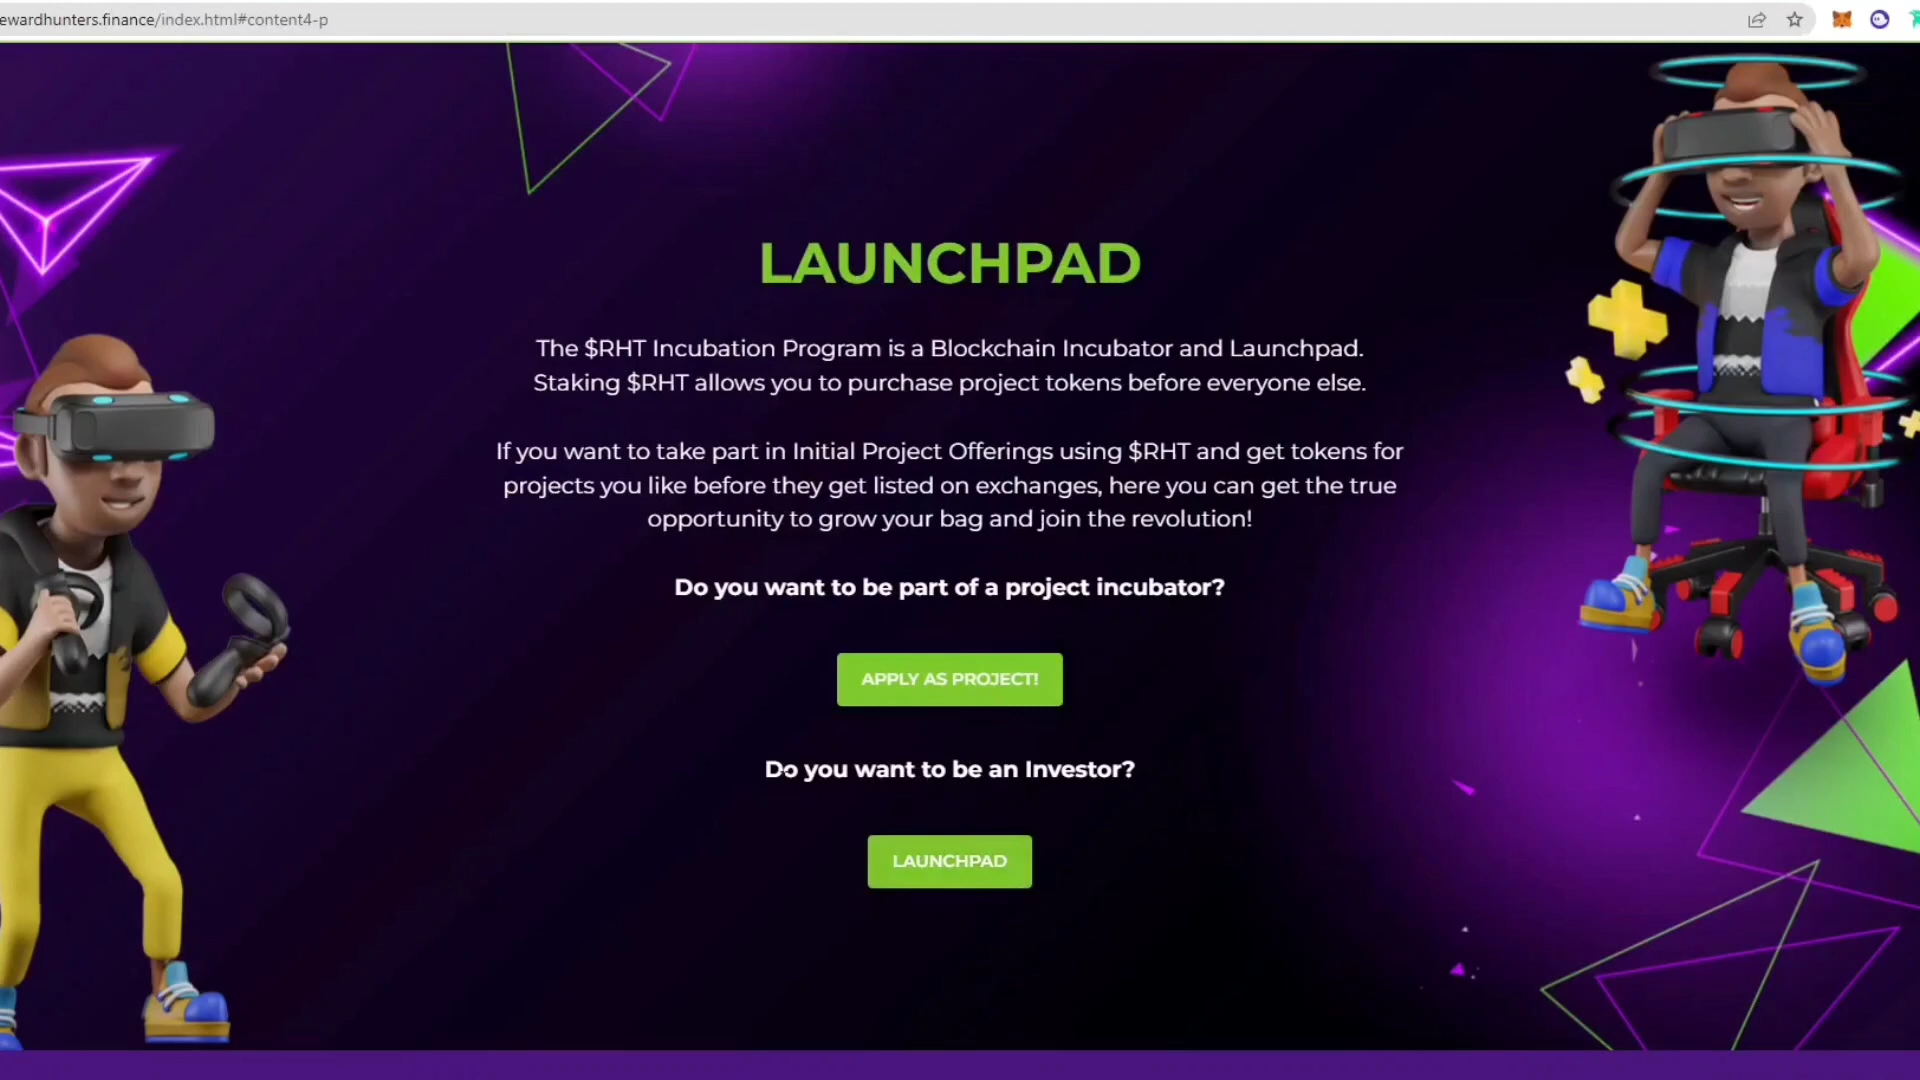 ewardhunters.finance/index.html#content4-p
LAUNCHPAD
The $RHT Incubation Program is a Blockchain Incubator and Launchpad.
Staking $RHT allows you to purchase project tokens before everyone else.
If you want to take part in Initial Project Offerings using $RHT and get tokens for
projects you like before they get listed on exchanges, here you can get the true
opportunity to grow your bag and join the revolution!
Do you want to be part of a project incubator?
APPLY AS PROJECT!
Do you want to be an Investor?
LAUNCHPAD